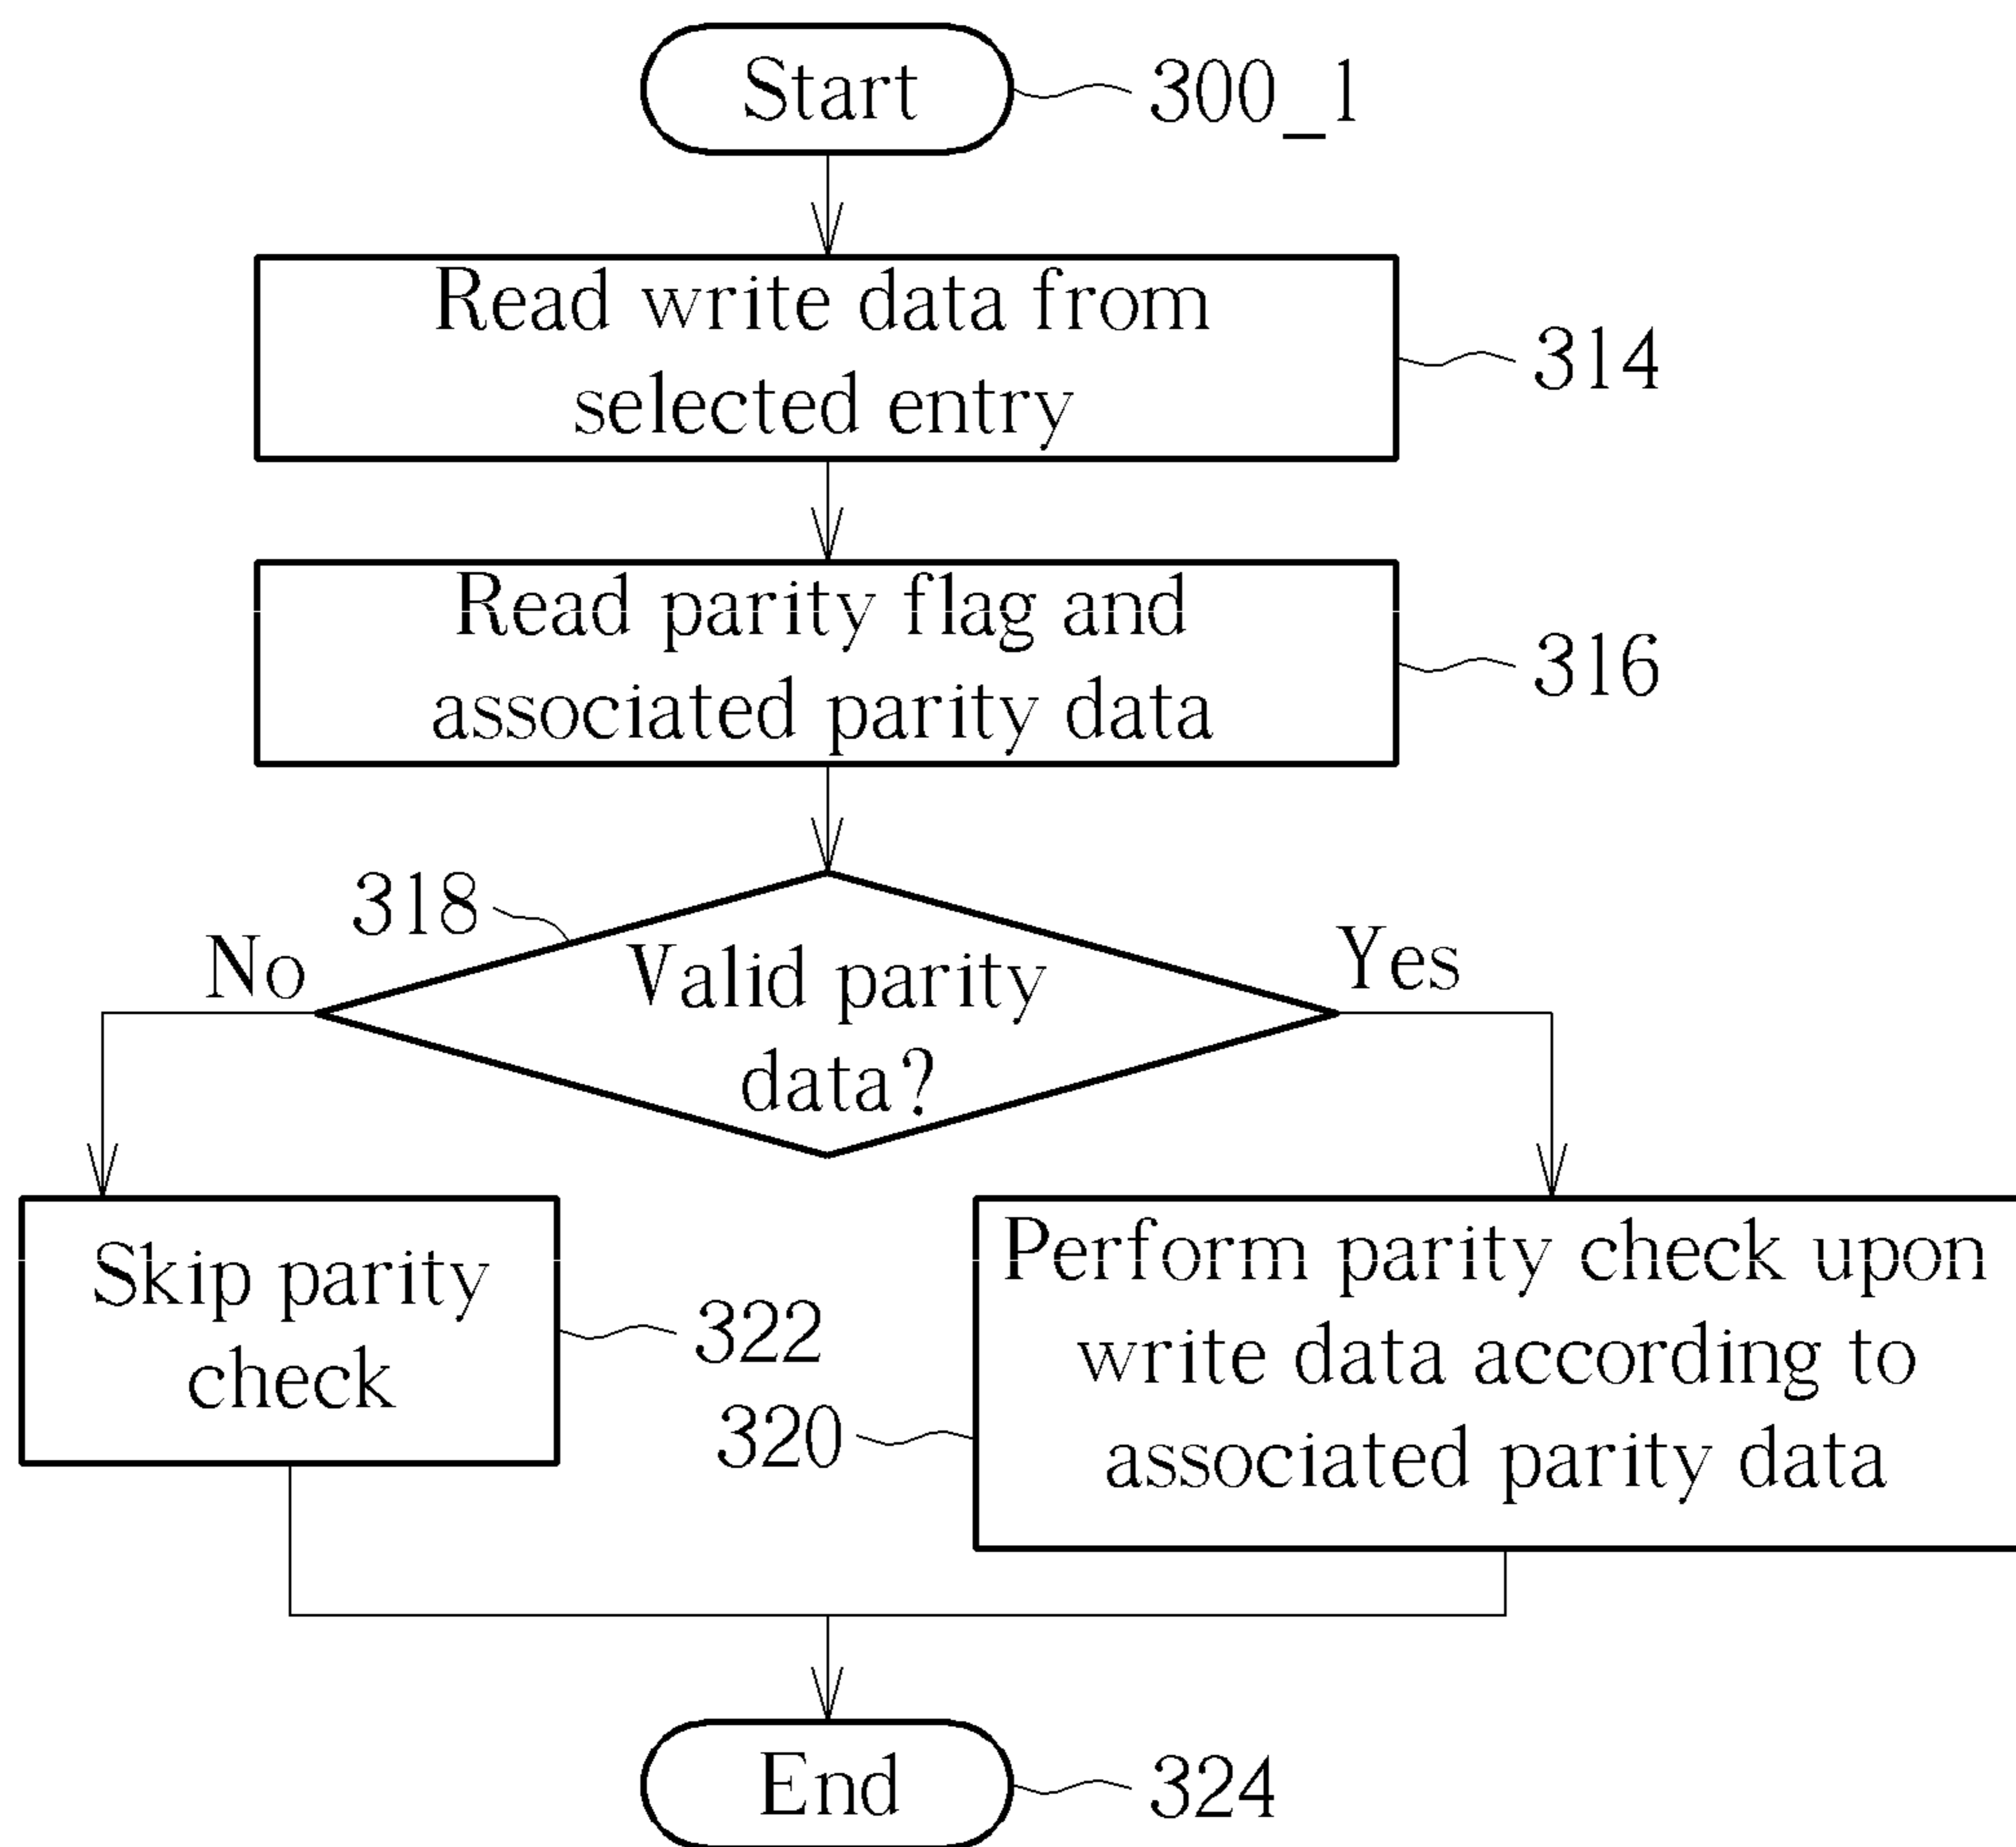 Start
300_1
Read write data from
selected entry
314
Read parity flag and
associated parity data
316
318
No
Valid parity
data?
Yes
Skip parity
check
322
Perform parity check upon
write data according to
associated parity data
320
End
324